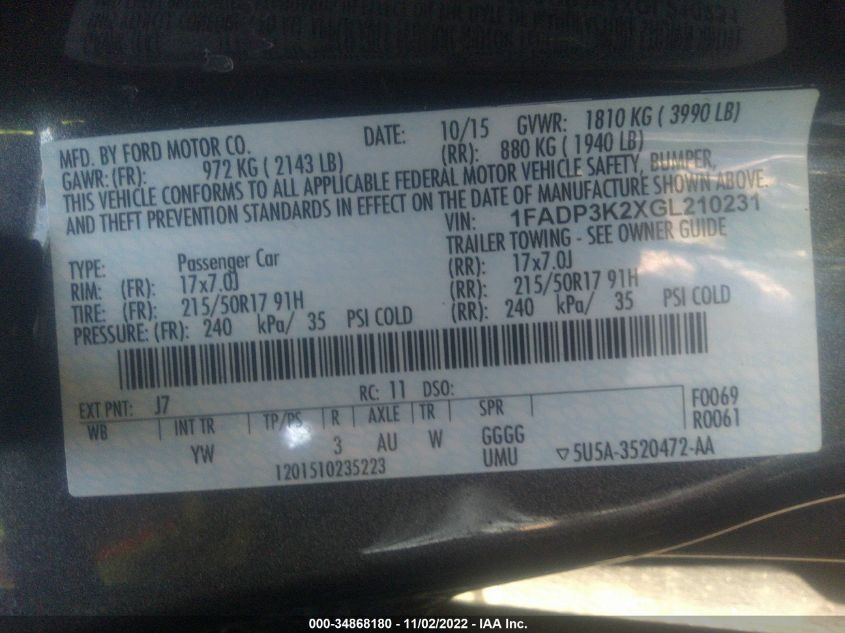 MFD. BY FORD MOTOR CO. DATE: 10/15 GVWR: 1810 KG ( 3990 LB)
GAWR: (FR): 972 KG ( 2143 LB) (RR): 880 KG ( 1940 LB)
THIS VEHICLE CONFORMS TO ALL APPLICABLE FEDERAL MOTOR VEHICLE SAFETY, BUMPER,
AND THEFT PREVENTION STANDARDS IN EFFECT ON THE DATE OF MANUFACTURE SHOWN ABOVE.
VIN: 1FADP3K2XGL210231
TYPE: Passenger Car TRAILER TOWING - SEE OWNER GUIDE
RIM: (FR): 17x7.0J (RR): 17x7.0J
TIRE: (FR): 215/50R17 91H (RR): 215/50R17 91H
PRESSURE: (FR): 240 kPa/ 35 PSI COLD (RR): 240 kPa/ 35 PSI COLD
EXT PNT: J7 RC: 11 DSO: F0069
WB INT TR TP/PS R AXLE TR SPR R0061
YW 3 AU W GGGG
1201510235223 UMU ▽5U5A-3520472-AA
000-34868180 - 11/02/2022 - IAA Inc.